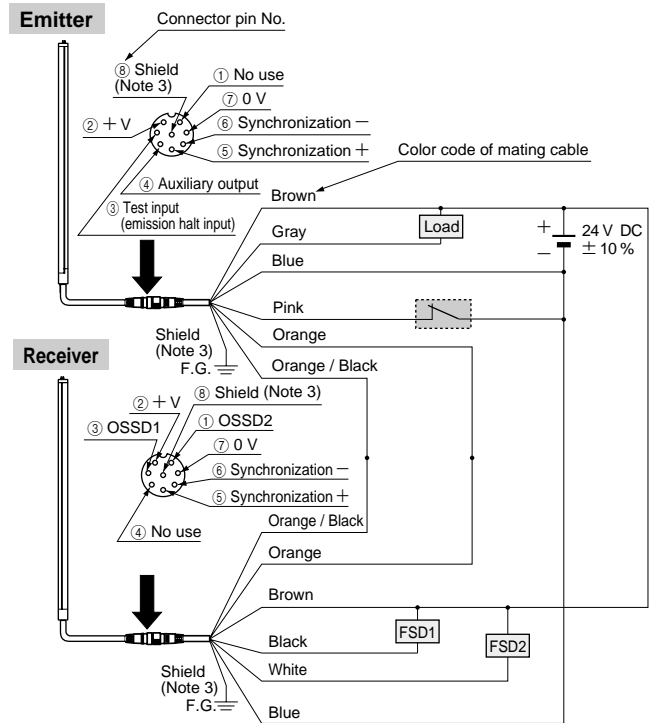 Emitter
Connector pin No.
⑧ Shield
(Note 3)
① No use
⑦ 0 V
② + V
⑥ Synchronization −
⑤ Synchronization +
④ Auxiliary output
③ Test input
(emission halt input)
Color code of mating cable
Brown
Gray
Load
+
−
24 V DC
± 10 %
Blue
Pink
Orange
Shield
(Note 3)
F.G.
Orange / Black
Receiver
② + V
⑧ Shield (Note 3)
③ OSSD1
① OSSD2
⑦ 0 V
⑥ Synchronization −
⑤ Synchronization +
④ No use
Orange / Black
Orange
Brown
FSD1
FSD2
Black
White
Shield
(Note 3)
F.G.
Blue